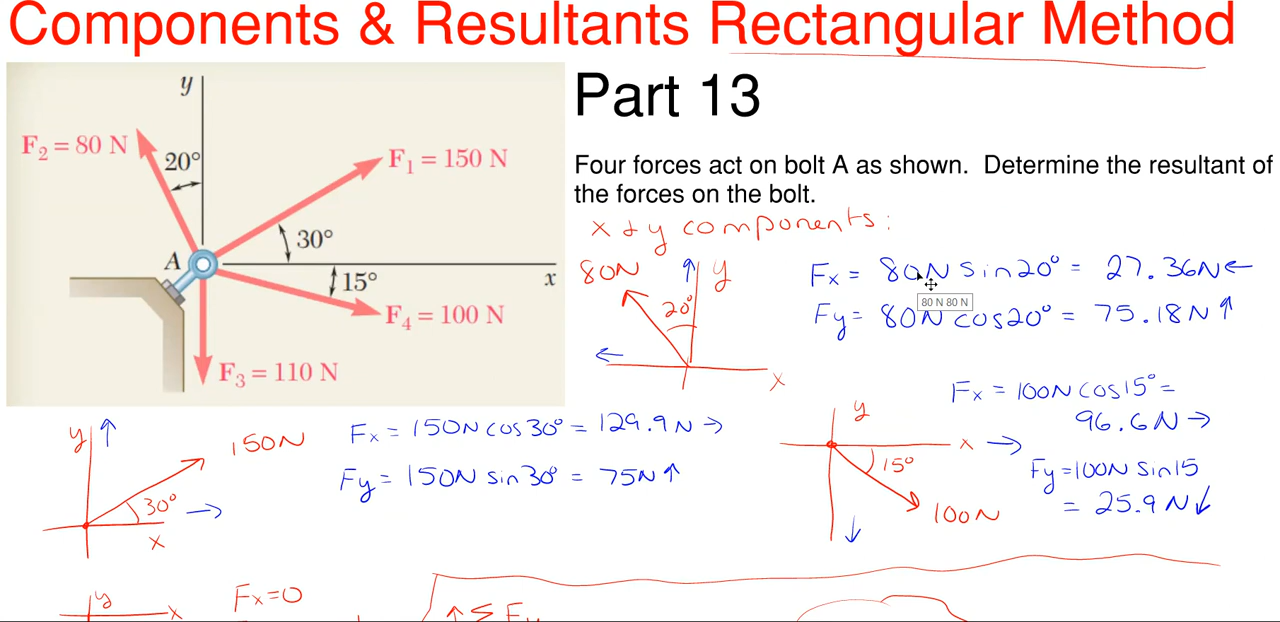 Components & Resultants Rectangular Method
Part 13
Four forces act on bolt A as shown. Determine the resultant of
the forces on the bolt.
y
F₂ = 80 N
20°
F₁ = 150 N
30°
A
15°
x
F₄ = 100 N
F₃ = 110 N
x & y components:
80N
y
20°
x
Fx = 80N sin20° = 27.36N ←
80 N 80 N
Fy = 80N cos20° = 75.18N ↑
y
150N
30°
x
Fx = 150N cos30° = 129.9N →
Fy = 150N sin30° = 75N ↑
y
x
15°
100N
Fx = 100N cos15° =
96.6N →
Fy = 100N sin15
= 25.9N ↓
y
x
Fx = 0
↑ Σ Fy